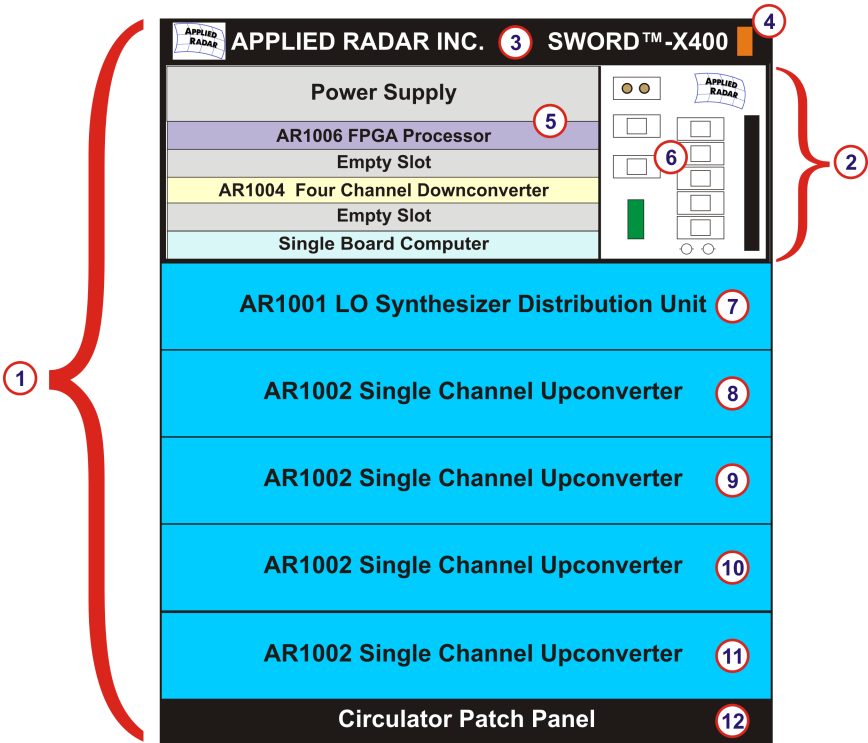 APPLIED
RADAR
APPLIED RADAR INC. 3 SWORD™-X400
4
Power Supply
5
AR1006 FPGA Processor
Empty Slot
AR1004 Four Channel Downconverter
Empty Slot
Single Board Computer
APPLIED
RADAR
6
2
AR1001 LO Synthesizer Distribution Unit 7
1
AR1002 Single Channel Upconverter 8
AR1002 Single Channel Upconverter 9
AR1002 Single Channel Upconverter 10
AR1002 Single Channel Upconverter 11
Circulator Patch Panel 12